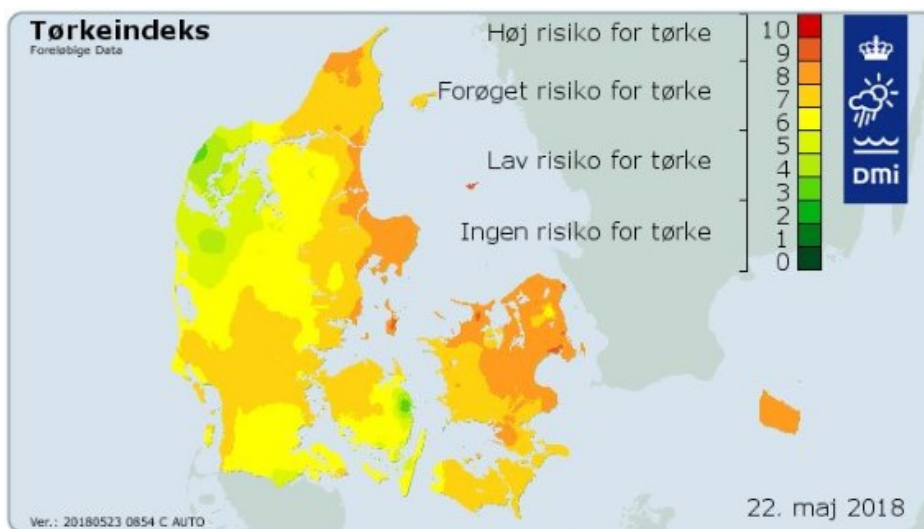 Tørkeindeks
Foreløbige Data
Høj risiko for tørke
Forøget risiko for tørke
Lav risiko for tørke
Ingen risiko for tørke
10
9
8
7
6
5
4
3
2
1
0
DMi
22. maj 2018
Ver.: 20180523 0854 C AUTO